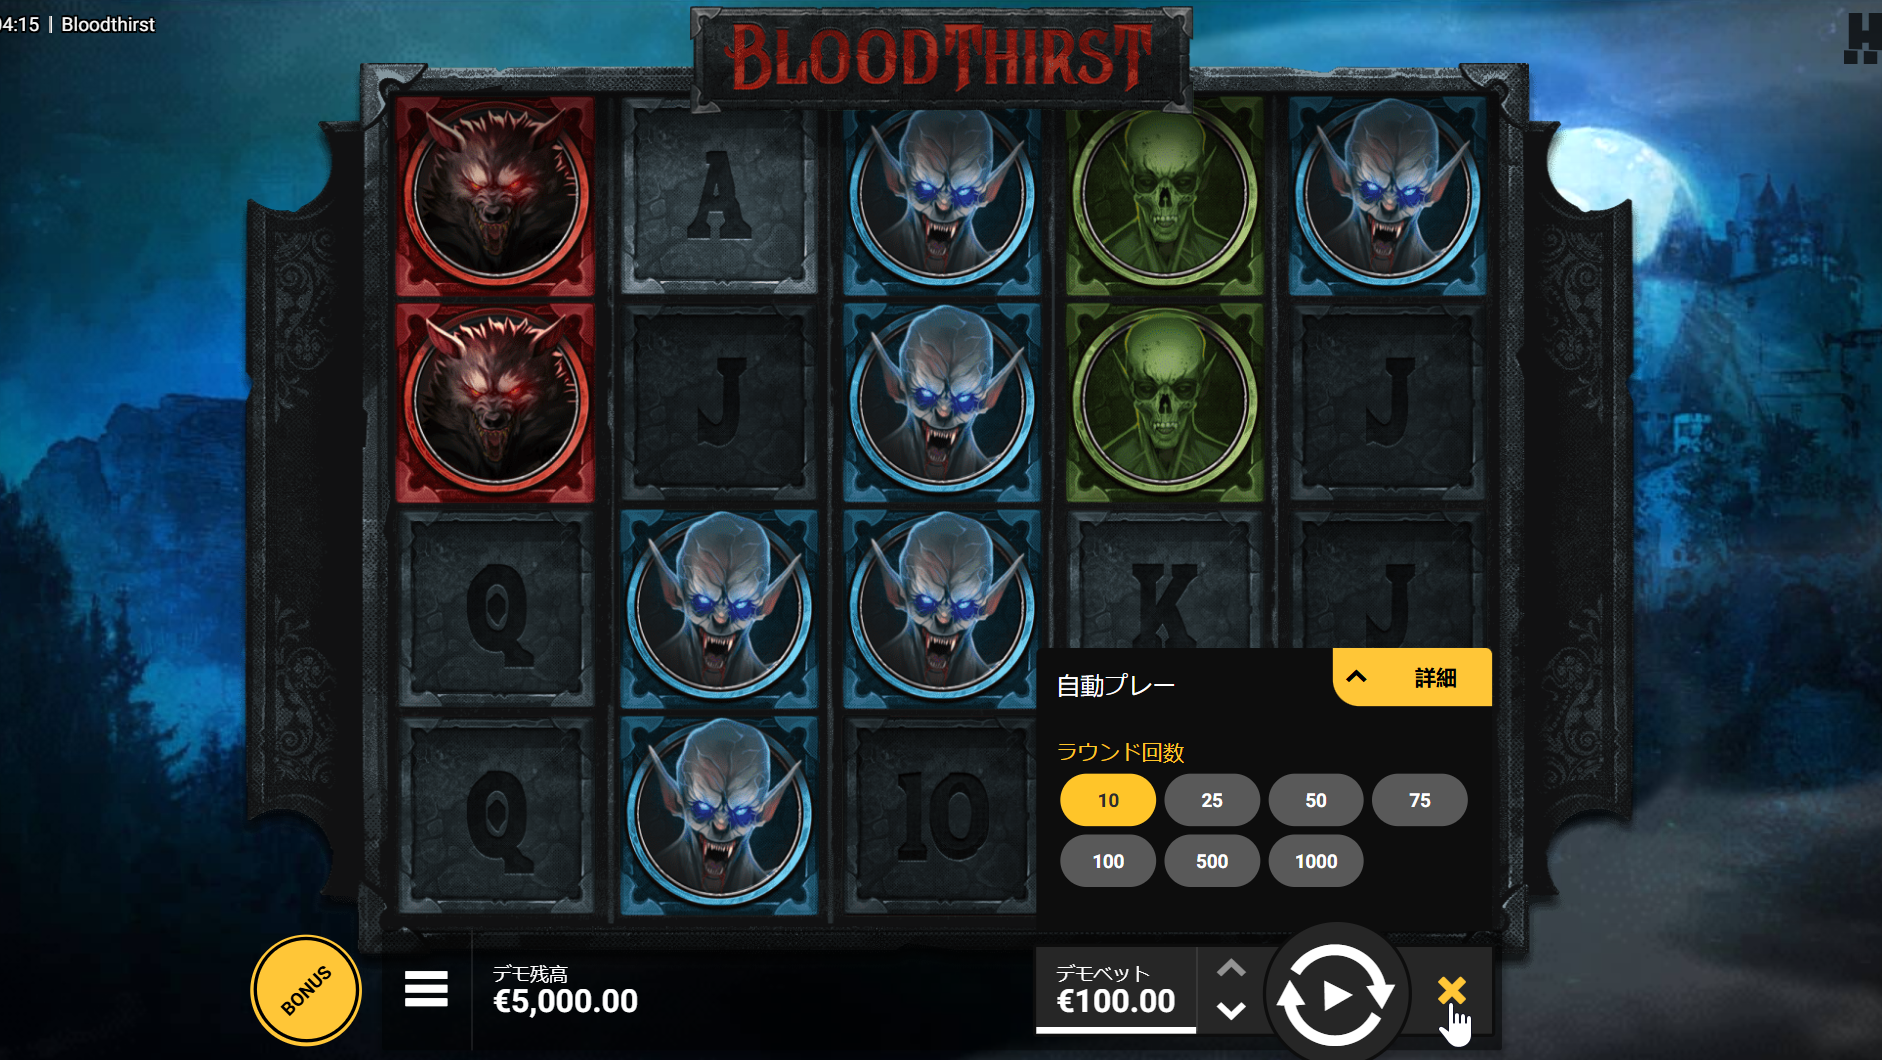 04:15 | Bloodthirst
BLOODTHIRST
A
J
J
Q
K
J
Q
10
自動プレー
詳細
ラウンド回数
10
25
50
75
100
500
1000
BONUS
デモ残高
€5,000.00
デモベット
€100.00